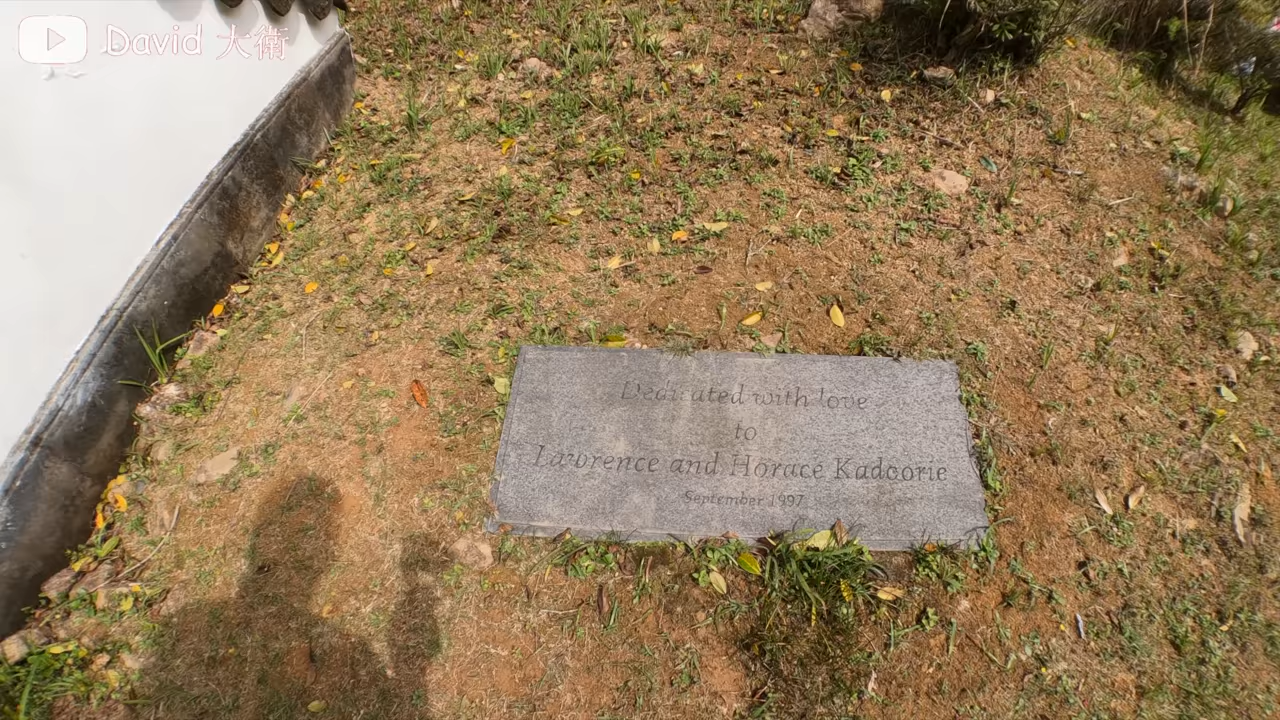 David 大衛
Dedicated with love
to
Lawrence and Horace Kadoorie
September 1997